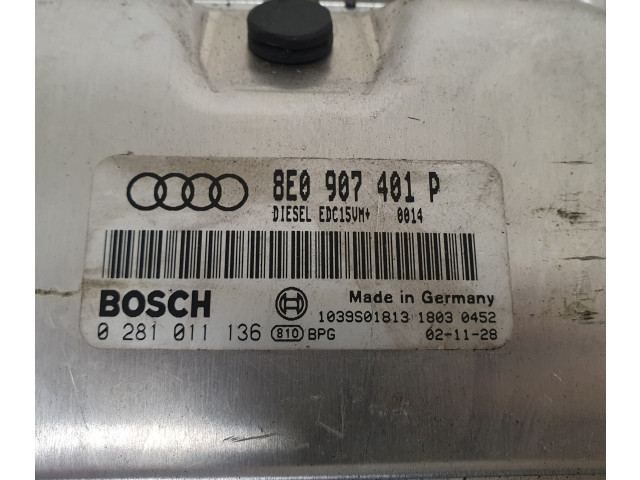 8E0 907 401 P
DIESEL EDC15VM+ 0014
BOSCH
Made in Germany
1039S01813 1803 0452
0 281 011 136 810 BPG 02-11-28